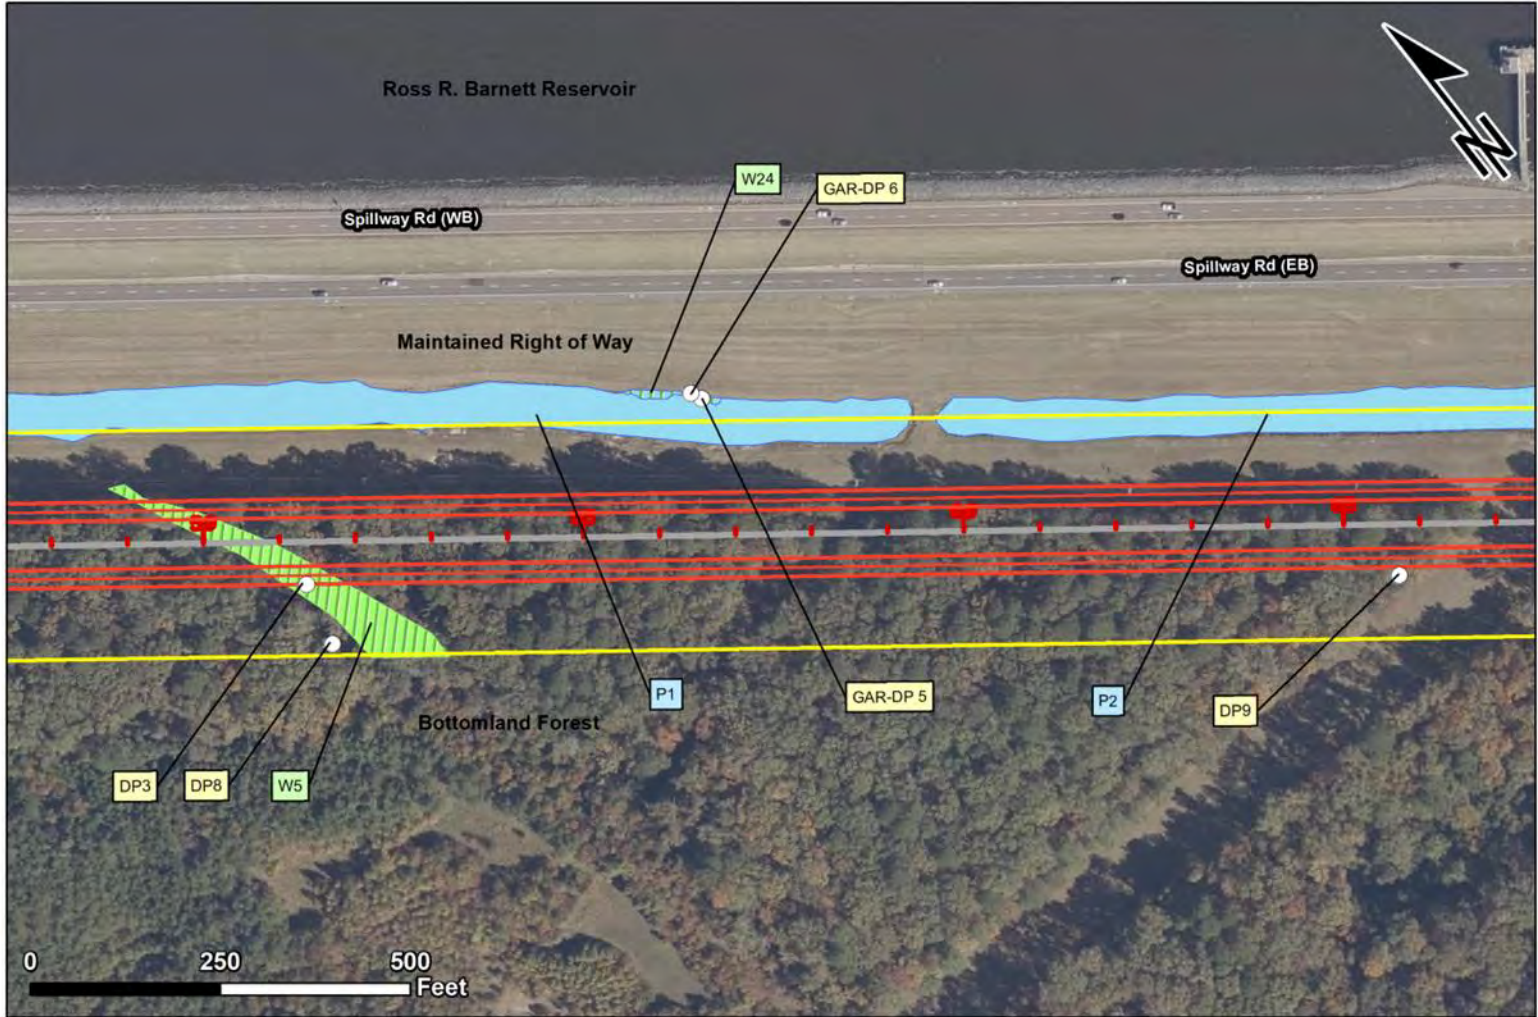 Ross R. Barnett Reservoir
N
W24
GAR-DP 6
Spillway Rd (WB)
Spillway Rd (EB)
Maintained Right of Way
P1
GAR-DP 5
P2
DP9
Bottomland Forest
DP3
DP8
W5
0 250 500
Feet